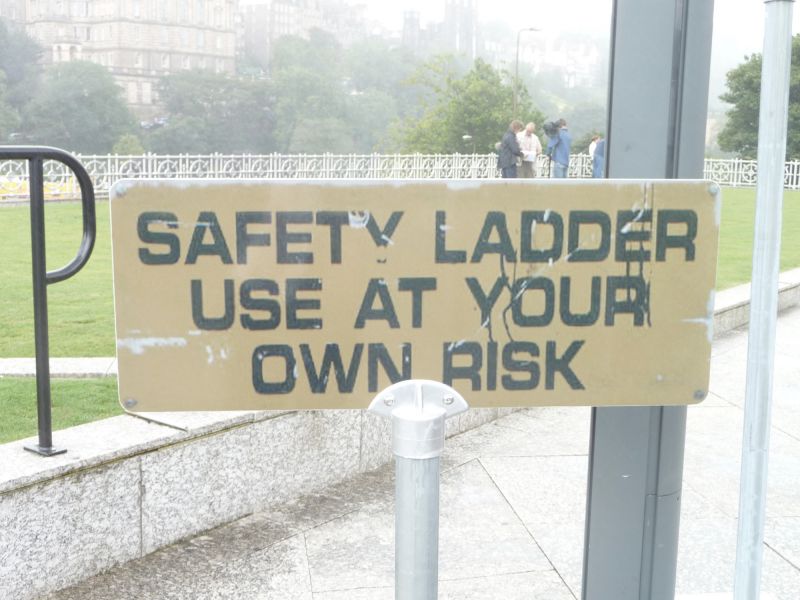 SAFETY LADDER
USE AT YOUR
OWN RISK